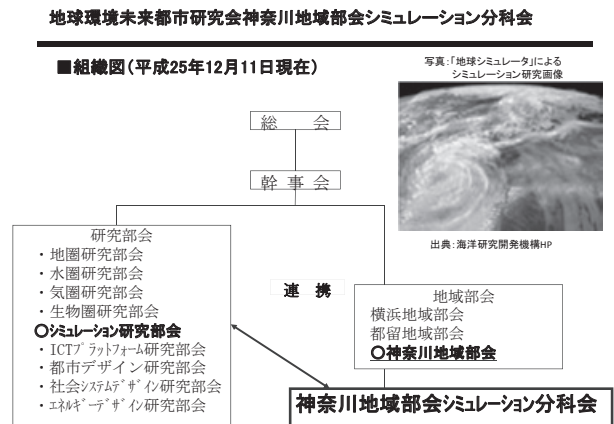 地球環境未来都市研究会神奈川地域部会シミュレーション分科会
■組織図（平成25年12月11日現在）
写真：「地球シミュレータ」による
シミュレーション研究画像
総　会
幹 事 会
出典：海洋研究開発機構HP
研究部会
・地圏研究部会
・水圏研究部会
・気圏研究部会
・生物圏研究部会
○シミュレーション研究部会
・ICTプラットフォーム研究部会
・都市デザイン研究部会
・社会システムデザイン研究部会
・エネルギーデザイン研究部会
連 携
地域部会
横浜地域部会
都留地域部会
○神奈川地域部会
神奈川地域部会シミュレーション分科会